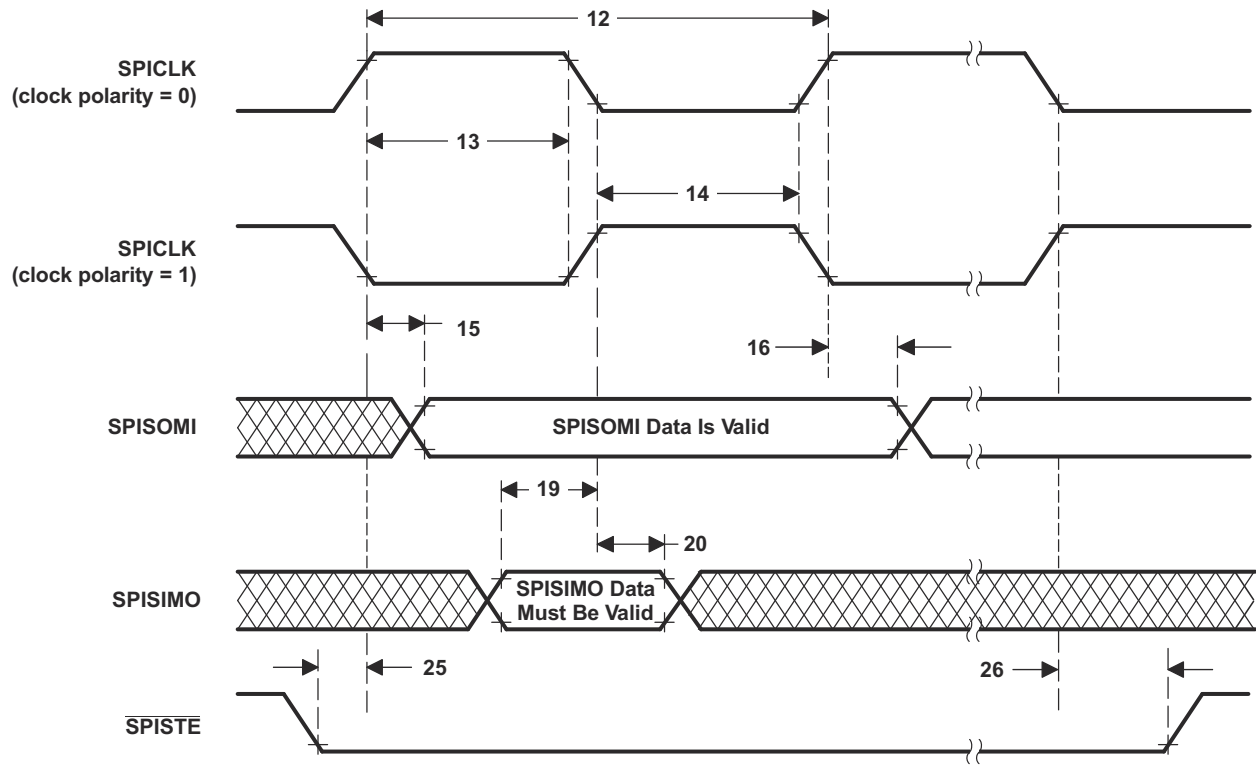 12
SPICLK
(clock polarity = 0)
13
14
SPICLK
(clock polarity = 1)
15
16
SPISOMI
SPISOMI Data Is Valid
19
20
SPISIMO
SPISIMO Data
Must Be Valid
25
26
SPISTE